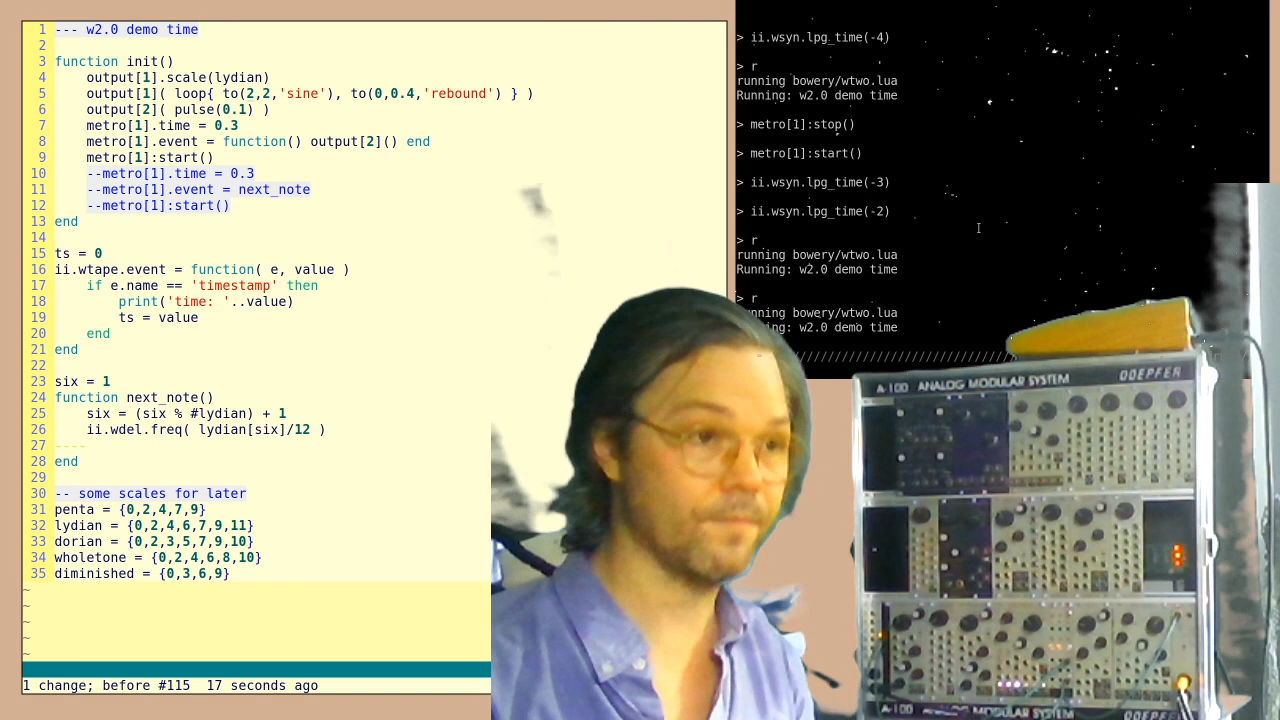 1 --- w2.0 demo time
2
3 function init()
4     output[1].scale(lydian)
5     output[1]( loop{ to(2,2,'sine'), to(0,0.4,'rebound') } )
6     output[2]( pulse(0.1) )
7     metro[1].time = 0.3
8     metro[1].event = function() output[2]() end
9     metro[1]:start()
10     --metro[1].time = 0.3
11     --metro[1].event = next_note
12     --metro[1]:start()
13 end
14
15 ts = 0
16 ii.wtape.event = function( e, value )
17     if e.name == 'timestamp' then
18         print('time: '..value)
19         ts = value
20     end
21 end
22
23 six = 1
24 function next_note()
25     six = (six % #lydian) + 1
26     ii.wdel.freq( lydian[six]/12 )
27 ----
28 end
29
30 -- some scales for later
31 penta = {0,2,4,7,9}
32 lydian = {0,2,4,6,7,9,11}
33 dorian = {0,2,3,5,7,9,10}
34 wholetone = {0,2,4,6,8,10}
35 diminished = {0,3,6,9}
~
~
~
~
~
1 change; before #115  17 seconds ago
> ii.wsyn.lpg_time(-4)
> r
running bowery/wtwo.lua
Running: w2.0 demo time
> metro[1]:stop()
> metro[1]:start()
> ii.wsyn.lpg_time(-3)
> ii.wsyn.lpg_time(-2)
> r
running bowery/wtwo.lua
Running: w2.0 demo time
> r
nning bowery/wtwo.lua
ing: w2.0 demo time
A-100 ANALOG MODULAR SYSTEM DOEPFER
A-100 ANALOG MODULAR SYSTEM DOEPFER